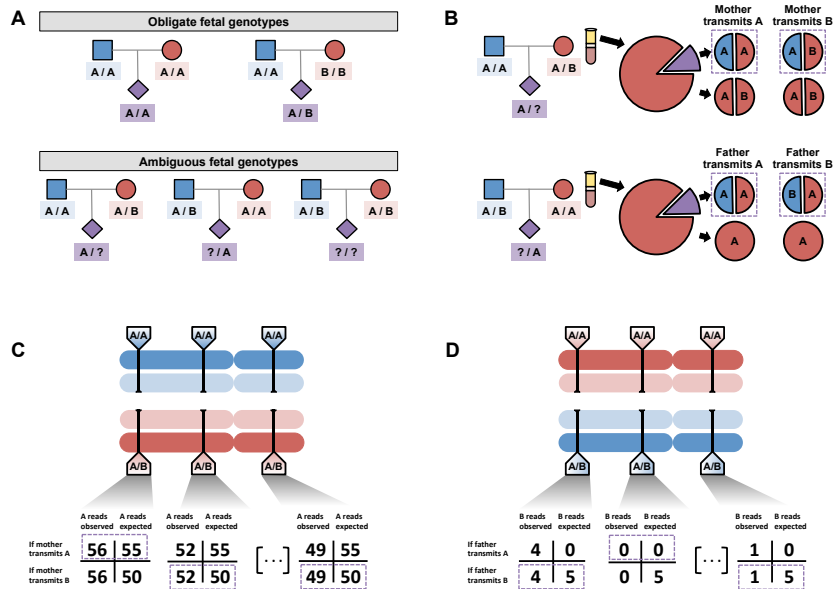 A
Obligate fetal genotypes
A / A
A / A
A / A
B / B
A / A
A / B
Ambiguous fetal genotypes
A / A
A / B
A / B
A / A
A / B
A / B
A / ?
? / A
? / ?
B
Mother
transmits A
Mother
transmits B
A / A
A / B
A / ?
A A
A B
A B
A B
Father
transmits A
Father
transmits B
A / B
A / A
? / A
A A
B A
A
A
C
A/A
A/A
A/A
A/B
A/B
A/B
A reads
observed
A reads
expected
A reads
observed
A reads
expected
A reads
observed
A reads
expected
If mother
transmits A
56 55
52 55
49 55
[...]
If mother
transmits B
56 50
52 50
49 50
D
A/A
A/A
A/A
A/B
A/B
A/B
B reads
observed
B reads
expected
B reads
observed
B reads
expected
B reads
observed
B reads
expected
If father
transmits A
4 0
0 0
1 0
[...]
If father
transmits B
4 5
0 5
1 5